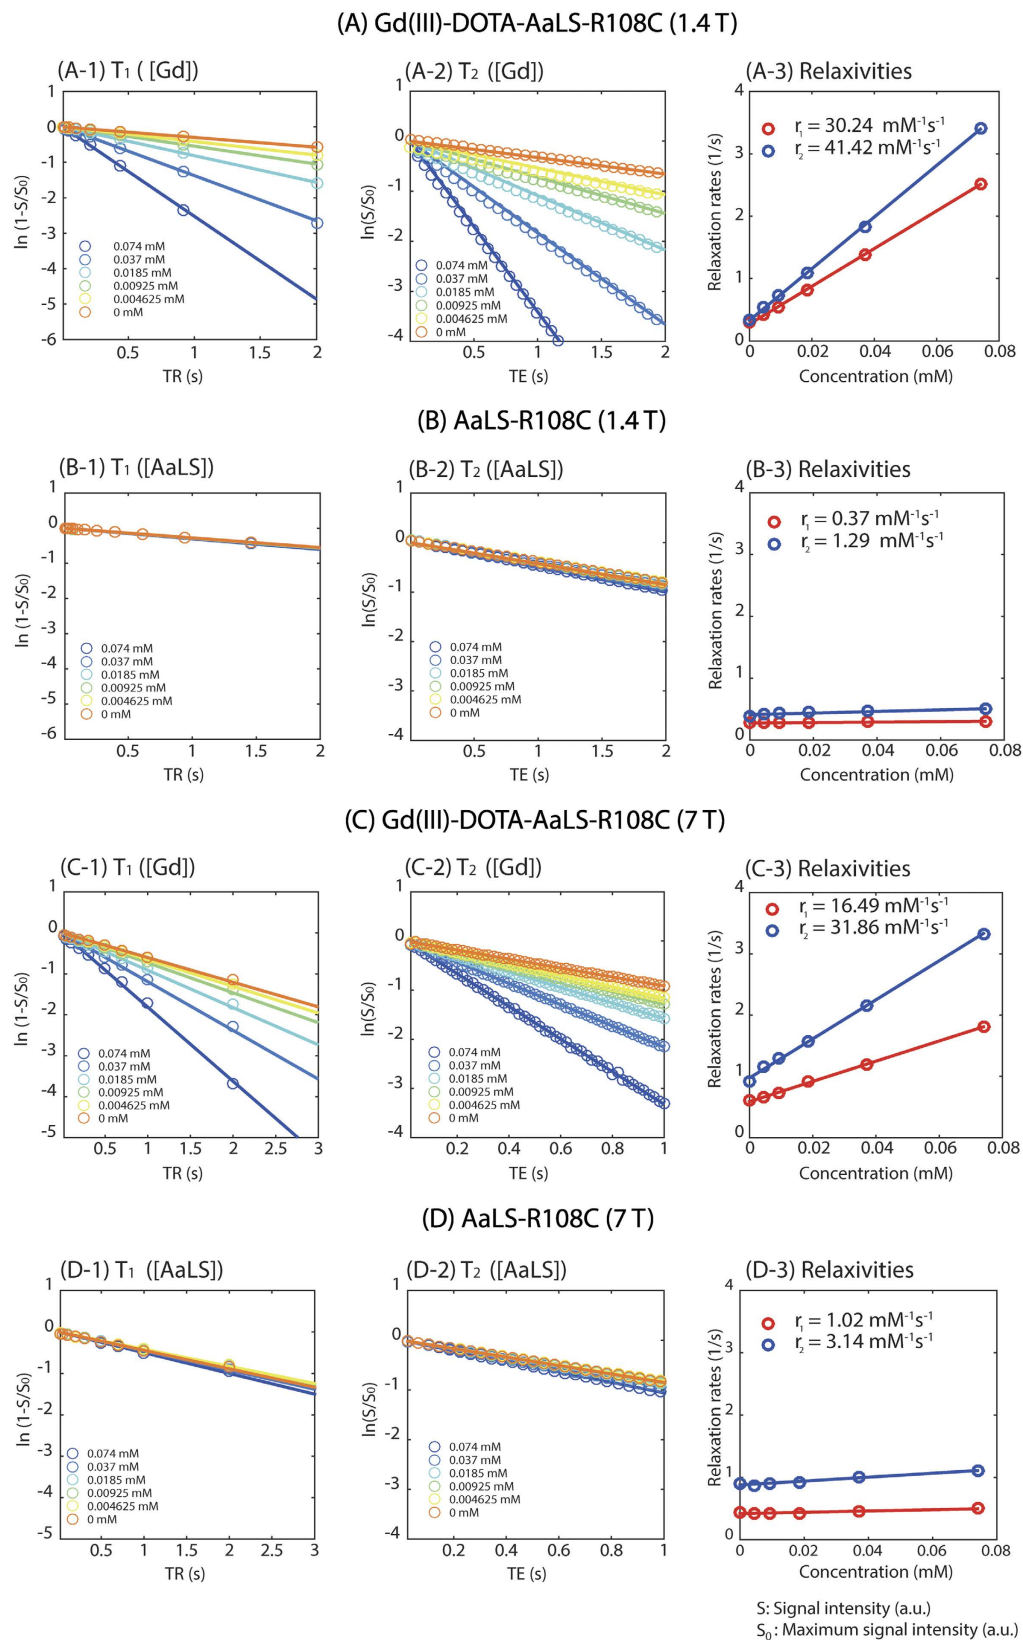 (A) Gd(III)-DOTA-AaLS-R108C (1.4 T)
(A-1) T1 ( [Gd])
1
0
-1
-2
-3
-4
-5
-6
ln (1-S/S0)
0.074 mM
0.037 mM
0.0185 mM
0.00925 mM
0.004625 mM
0 mM
0.5 1 1.5 2
TR (s)
(A-2) T2 ([Gd])
1
0
-1
-2
-3
-4
ln(S/S0)
0.074 mM
0.037 mM
0.0185 mM
0.00925 mM
0.004625 mM
0 mM
0.5 1 1.5 2
TE (s)
(A-3) Relaxivities
4
3
2
1
0
Relaxation rates (1/s)
r1 = 30.24 mM-1s-1
r2 = 41.42 mM-1s-1
0 0.02 0.04 0.06 0.08
Concentration (mM)
(B) AaLS-R108C (1.4 T)
(B-1) T1 ([AaLS])
1
0
-1
-2
-3
-4
-5
-6
ln (1-S/S0)
0.074 mM
0.037 mM
0.0185 mM
0.00925 mM
0.004625 mM
0 mM
0.5 1 1.5 2
TR (s)
(B-2) T2 ([AaLS])
1
0
-1
-2
-3
-4
ln(S/S0)
0.074 mM
0.037 mM
0.0185 mM
0.00925 mM
0.004625 mM
0 mM
0.5 1 1.5 2
TE (s)
(B-3) Relaxivities
4
3
2
1
0
Relaxation rates (1/s)
r1 = 0.37 mM-1s-1
r2 = 1.29 mM-1s-1
0 0.02 0.04 0.06 0.08
Concentration (mM)
(C) Gd(III)-DOTA-AaLS-R108C (7 T)
(C-1) T1 ([Gd])
1
0
-1
-2
-3
-4
-5
ln (1-S/S0)
0.074 mM
0.037 mM
0.0185 mM
0.00925 mM
0.004625 mM
0 mM
0.5 1 1.5 2 2.5 3
TR (s)
(C-2) T2 ([Gd])
1
0
-1
-2
-3
-4
ln(S/S0)
0.074 mM
0.037 mM
0.0185 mM
0.00925 mM
0.004625 mM
0 mM
0.2 0.4 0.6 0.8 1
TE (s)
(C-3) Relaxivities
4
3
2
1
0
Relaxation rates (1/s)
r1 = 16.49 mM-1s-1
r2 = 31.86 mM-1s-1
0 0.02 0.04 0.06 0.08
Concentration (mM)
(D) AaLS-R108C (7 T)
(D-1) T1 ([AaLS])
1
0
-1
-2
-3
-4
-5
ln (1-S/S0)
0.074 mM
0.037 mM
0.0185 mM
0.00925 mM
0.004625 mM
0 mM
0.5 1 1.5 2 2.5 3
TR (s)
(D-2) T2 ([AaLS])
1
0
-1
-2
-3
-4
ln(S/S0)
0.074 mM
0.037 mM
0.0185 mM
0.00925 mM
0.004625 mM
0 mM
0.2 0.4 0.6 0.8 1
TE (s)
(D-3) Relaxivities
4
3
2
1
0
Relaxation rates (1/s)
r1 = 1.02 mM-1s-1
r2 = 3.14 mM-1s-1
0 0.02 0.04 0.06 0.08
Concentration (mM)
S: Signal intensity (a.u.)
S0 : Maximum signal intensity (a.u.)